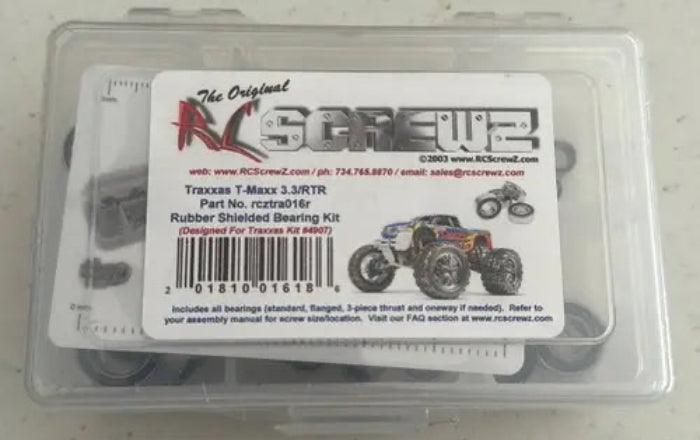 The Original
RC SCREWZ
©2003 www.RCScrewZ.com
web: www.RCScrewZ.com / ph: 734.765.8870 / email: sales@rcscrewz.com
Traxxas T-Maxx 3.3/RTR
Part No. rcztra016r
Rubber Shielded Bearing Kit
(Designed For Traxxas Kit #4907)
2 01810 01618 6
Includes all bearings (standard, flanged, 3-piece thrust and oneway if needed). Refer to
your assembly manual for screw size/location. Visit our FAQ section at www.rcscrewz.com